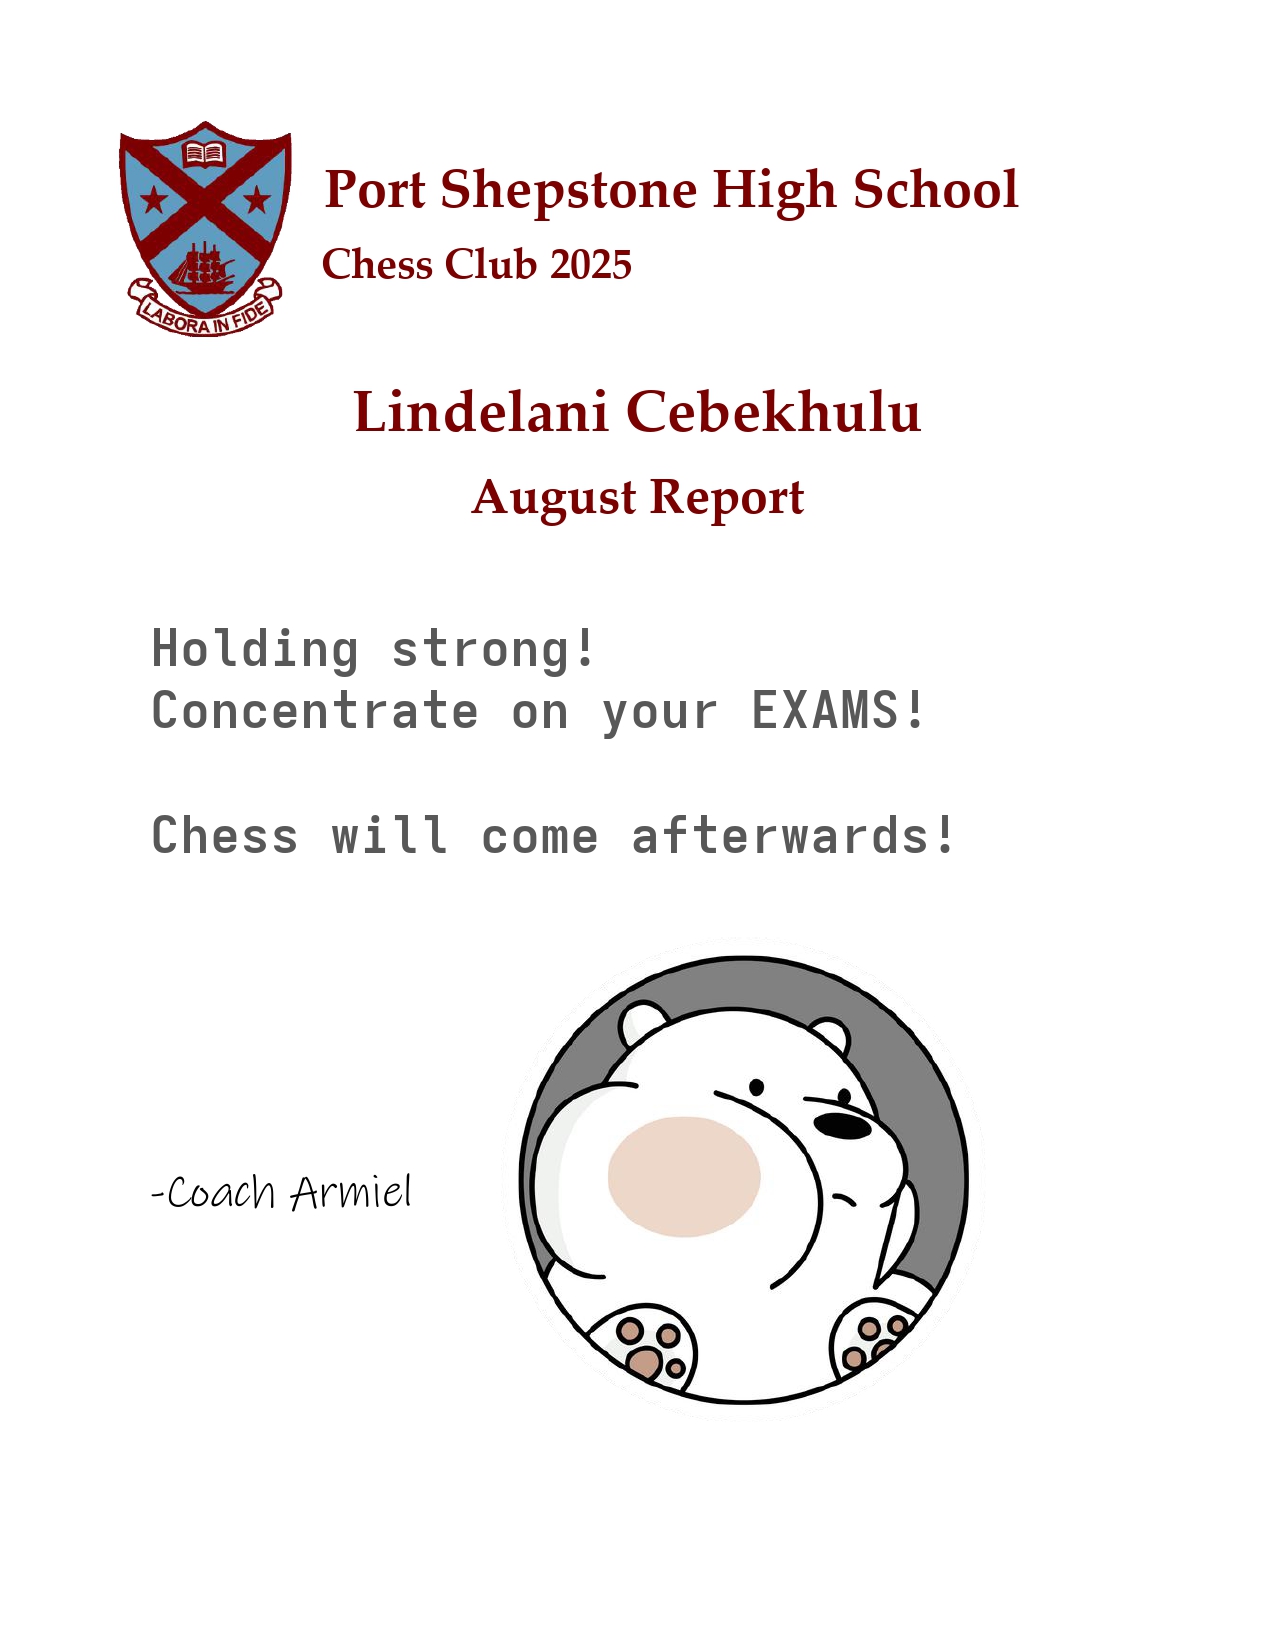 Port Shepstone High School
Chess Club 2025
LABORA IN FIDE
Lindelani Cebekhulu
August Report
Holding strong!
Concentrate on your EXAMS!
Chess will come afterwards!
-Coach Armiel